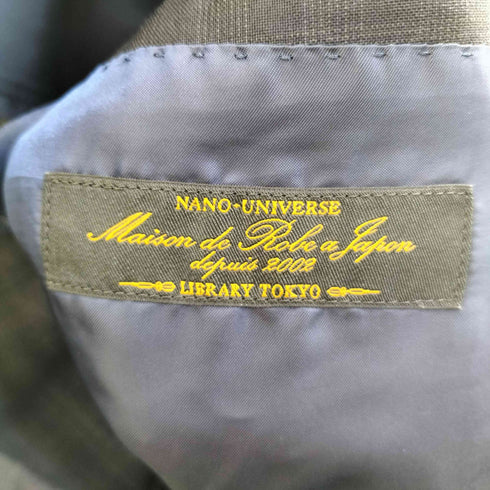 NANO·UNIVERSE
Maison de Robe a Japon
depuis 2002
LIBRARY TOKYO